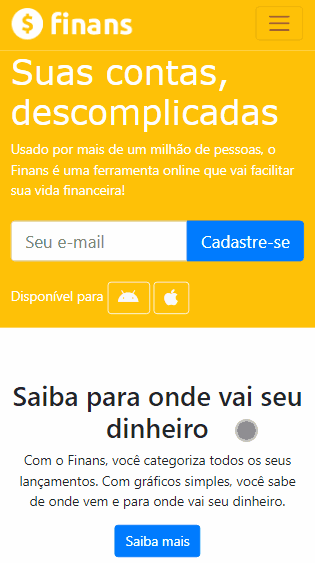 finans
Suas contas,
descomplicadas
Usado por mais de um milhão de pessoas, o
Finans é uma ferramenta online que vai facilitar
sua vida financeira!
Seu e-mail
Cadastre-se
Disponível para
Saiba para onde vai seu
dinheiro
Com o Finans, você categoriza todos os seus
lançamentos. Com gráficos simples, você sabe
de onde vem e para onde vai seu dinheiro.
Saiba mais